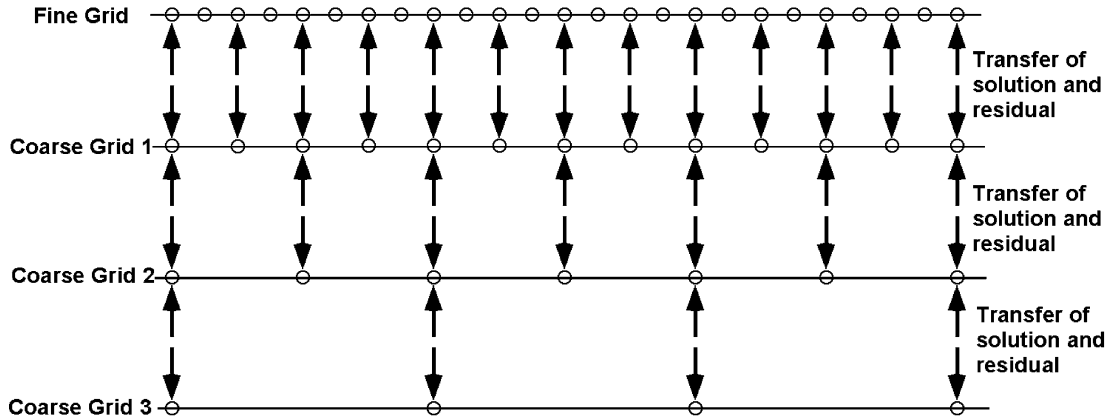 Fine Grid
Transfer of
solution and
residual
Coarse Grid 1
Transfer of
solution and
residual
Coarse Grid 2
Transfer of
solution and
residual
Coarse Grid 3